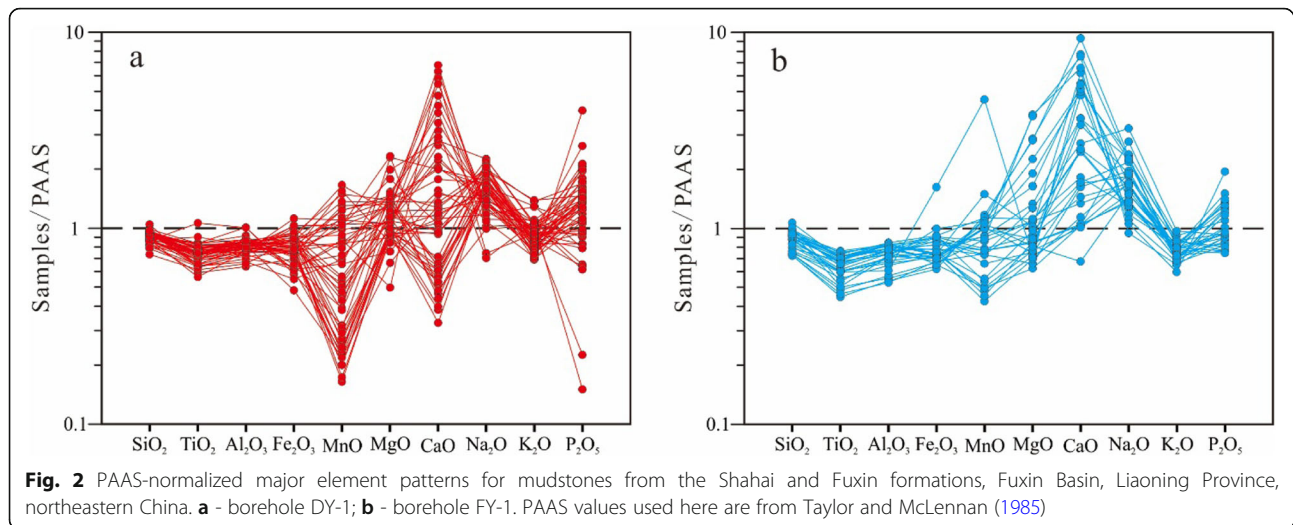 10
1
0.1
Samples/PAAS
a
SiO₂ TiO₂ Al₂O₃ Fe₂O₃ MnO MgO CaO Na₂O K₂O P₂O₅
10
1
0.1
Samples/PAAS
b
SiO₂ TiO₂ Al₂O₃ Fe₂O₃ MnO MgO CaO Na₂O K₂O P₂O₅
Fig. 2 PAAS-normalized major element patterns for mudstones from the Shahai and Fuxin formations, Fuxin Basin, Liaoning Province,
northeastern China. a - borehole DY-1; b - borehole FY-1. PAAS values used here are from Taylor and McLennan (1985)